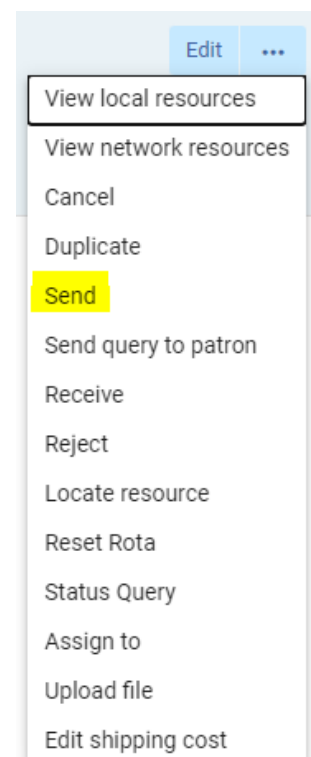 Edit ...
View local resources
View network resources
Cancel
Duplicate
Send
Send query to patron
Receive
Reject
Locate resource
Reset Rota
Status Query
Assign to
Upload file
Edit shipping cost